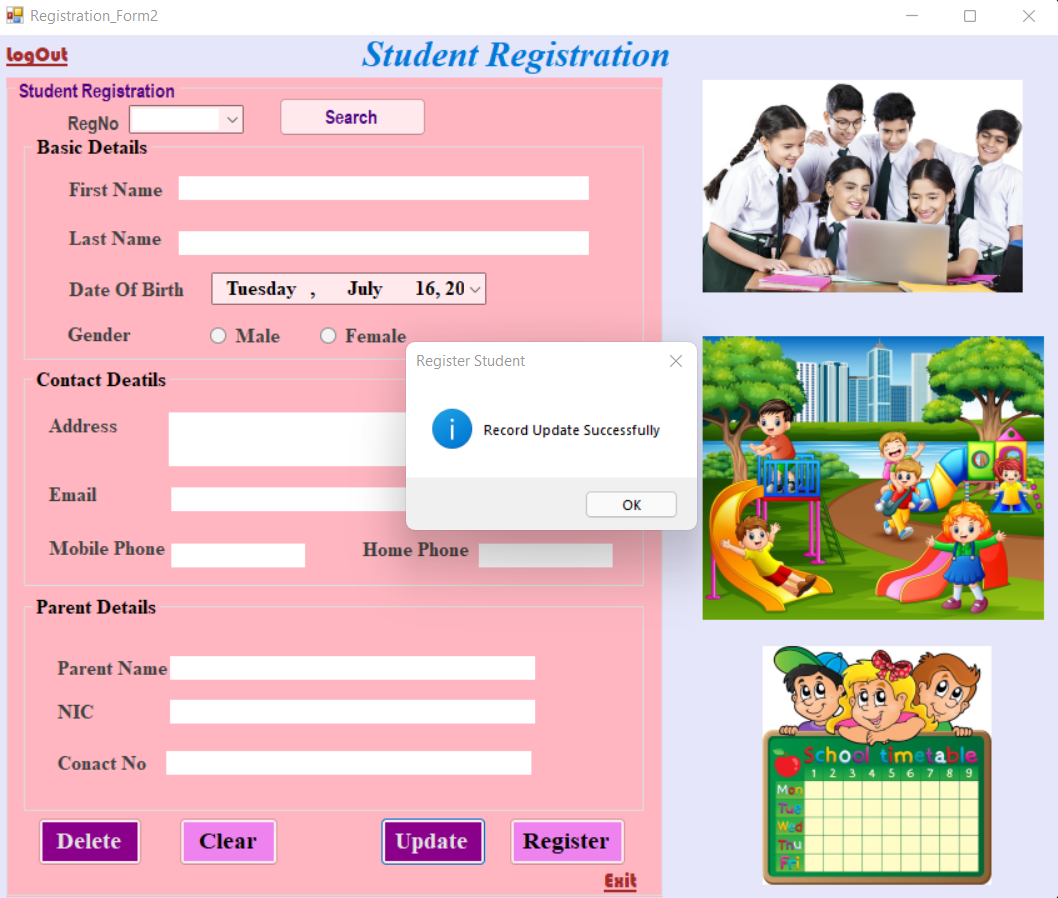 Registration_Form2
LogOut
Student Registration
Student Registration
RegNo
Search
Basic Details
First Name
Last Name
Date Of Birth
Tuesday , July 16, 20
Gender
Male
Female
Register Student
Record Update Successfully
OK
Contact Deatils
Address
Email
Mobile Phone
Home Phone
Parent Details
Parent Name
NIC
Conact No
Delete
Clear
Update
Register
Exit
School timetable
1 2 3 4 5 6 7 8 9
Mon
Tue
Wed
Thu
Fri